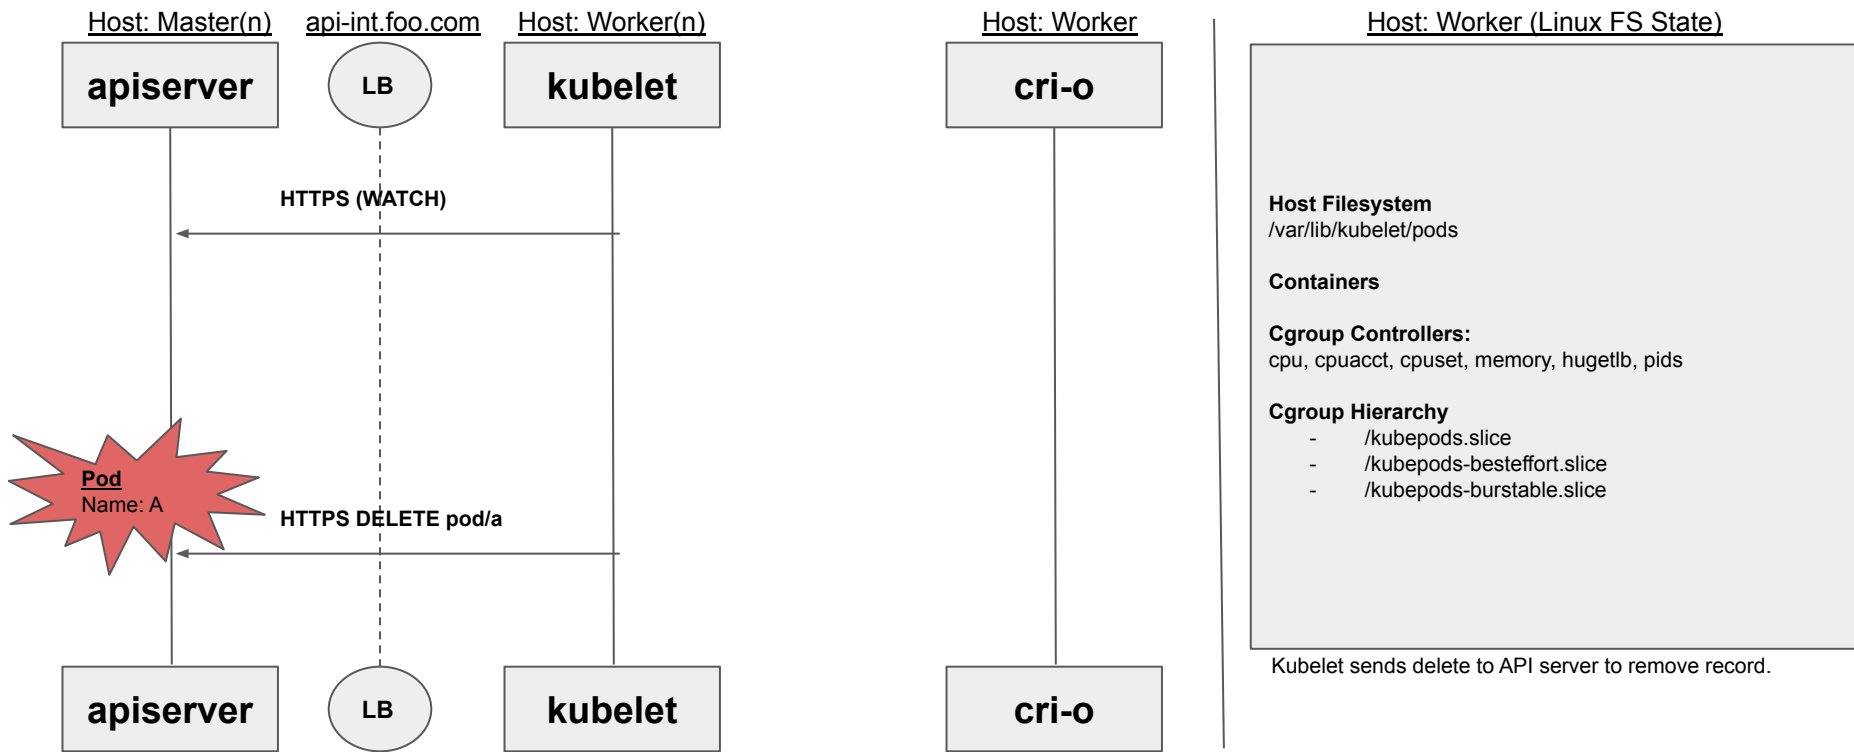 Host: Master(n)
api-int.foo.com
Host: Worker(n)
Host: Worker
Host: Worker (Linux FS State)
apiserver
LB
kubelet
cri-o
HTTPS (WATCH)
Host Filesystem
/var/lib/kubelet/pods
Containers
Cgroup Controllers:
cpu, cpuacct, cpuset, memory, hugetlb, pids
Cgroup Hierarchy
- /kubepods.slice
- /kubepods-besteffort.slice
- /kubepods-burstable.slice
Pod
Name: A
HTTPS DELETE pod/a
Kubelet sends delete to API server to remove record.
apiserver
LB
kubelet
cri-o